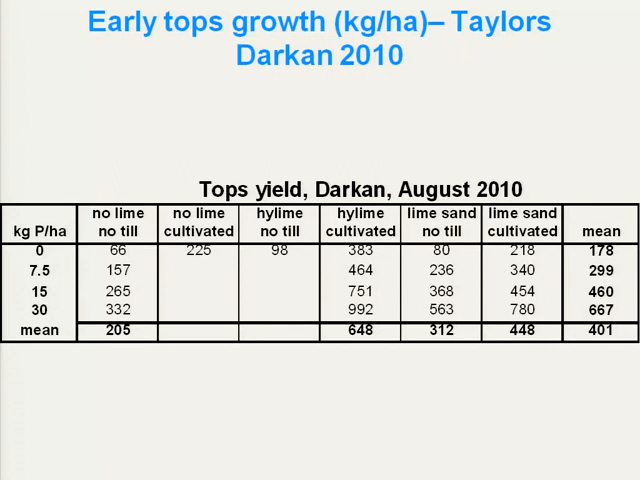 Early tops growth (kg/ha)– Taylors
Darkan 2010
Tops yield, Darkan, August 2010
no lime no lime hylime hylime lime sand lime sand
kg P/ha no till cultivated no till cultivated no till cultivated mean
0 66 225 98 383 80 218 178
7.5 157 464 236 340 299
15 265 751 368 454 460
30 332 992 563 780 667
mean 205 648 312 448 401